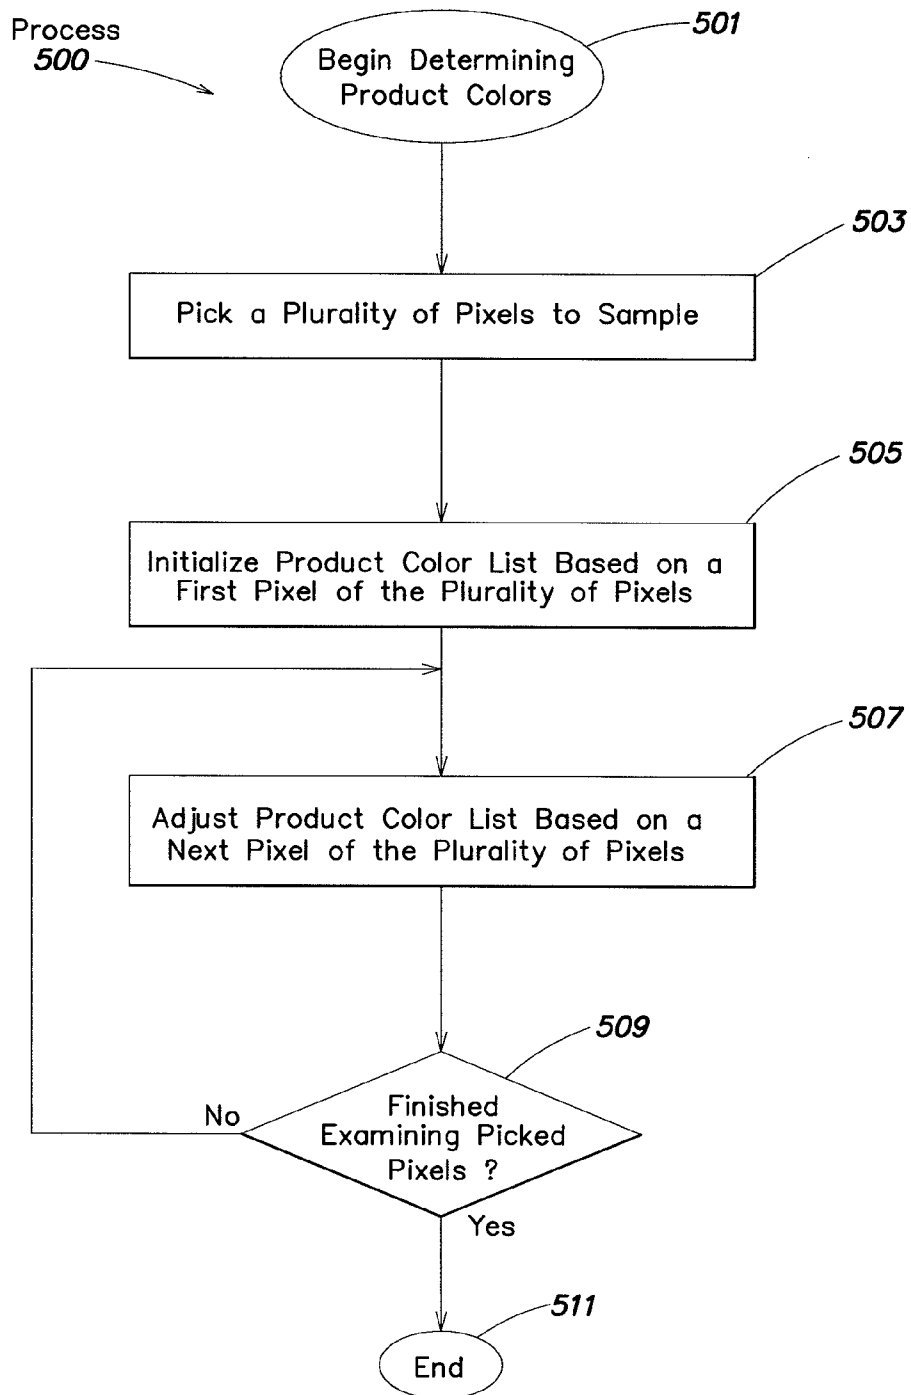 Process
500
501
Begin Determining
Product Colors
503
Pick a Plurality of Pixels to Sample
505
Initialize Product Color List Based on a
First Pixel of the Plurality of Pixels
507
Adjust Product Color List Based on a
Next Pixel of the Plurality of Pixels
509
No
Finished
Examining Picked
Pixels ?
Yes
511
End